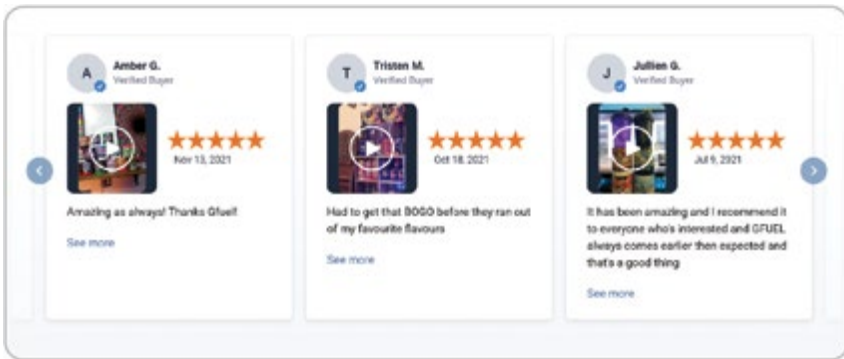 A
Amber G.
Verified Buyer
Nov 13, 2021
Amazing as always! Thanks Gfuel!
See more
T
Tristen M.
Verified Buyer
Oct 18, 2021
Had to get that BOGO before they ran out
of my favourite flavours
See more
J
Jullien G.
Verified Buyer
Jul 9, 2021
It has been amazing and I recommend it
to everyone who's interested and GFUEL
always comes earlier then expected and
that's a good thing
See more